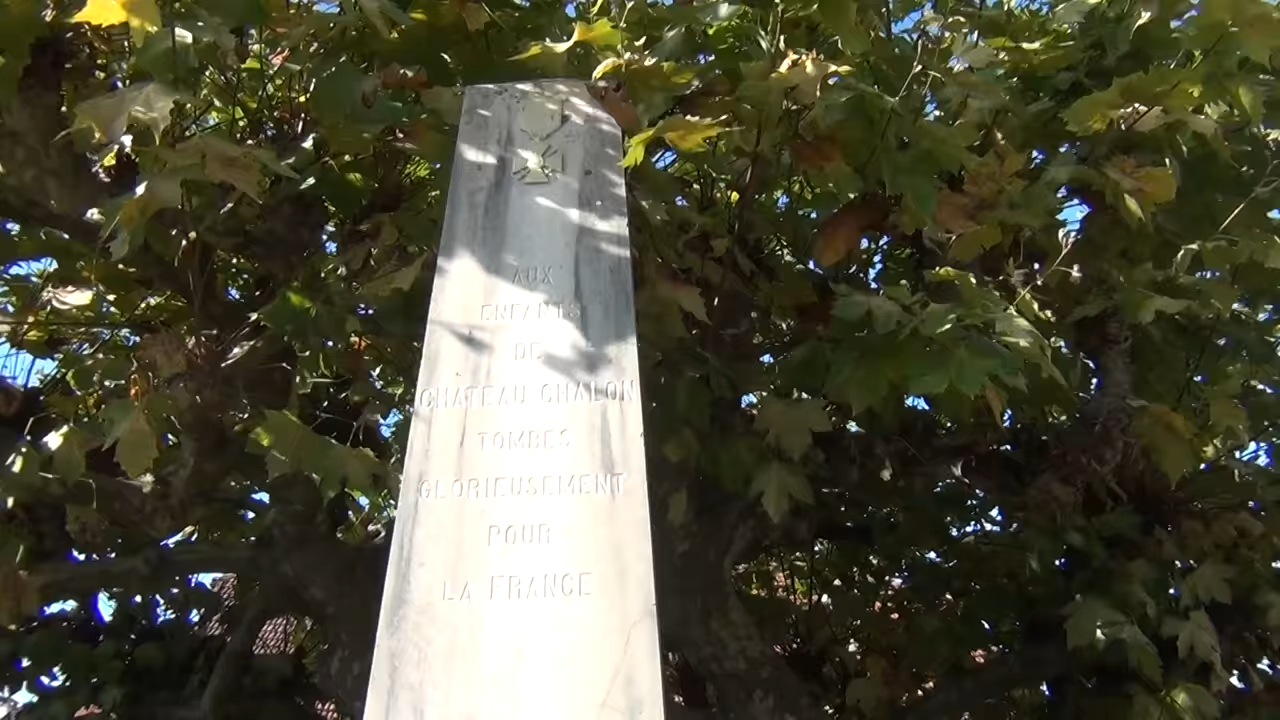 AUX
ENFANTS
DE
CHATEAU CHALON
TOMBES
GLORIEUSEMENT
POUR
LA FRANCE